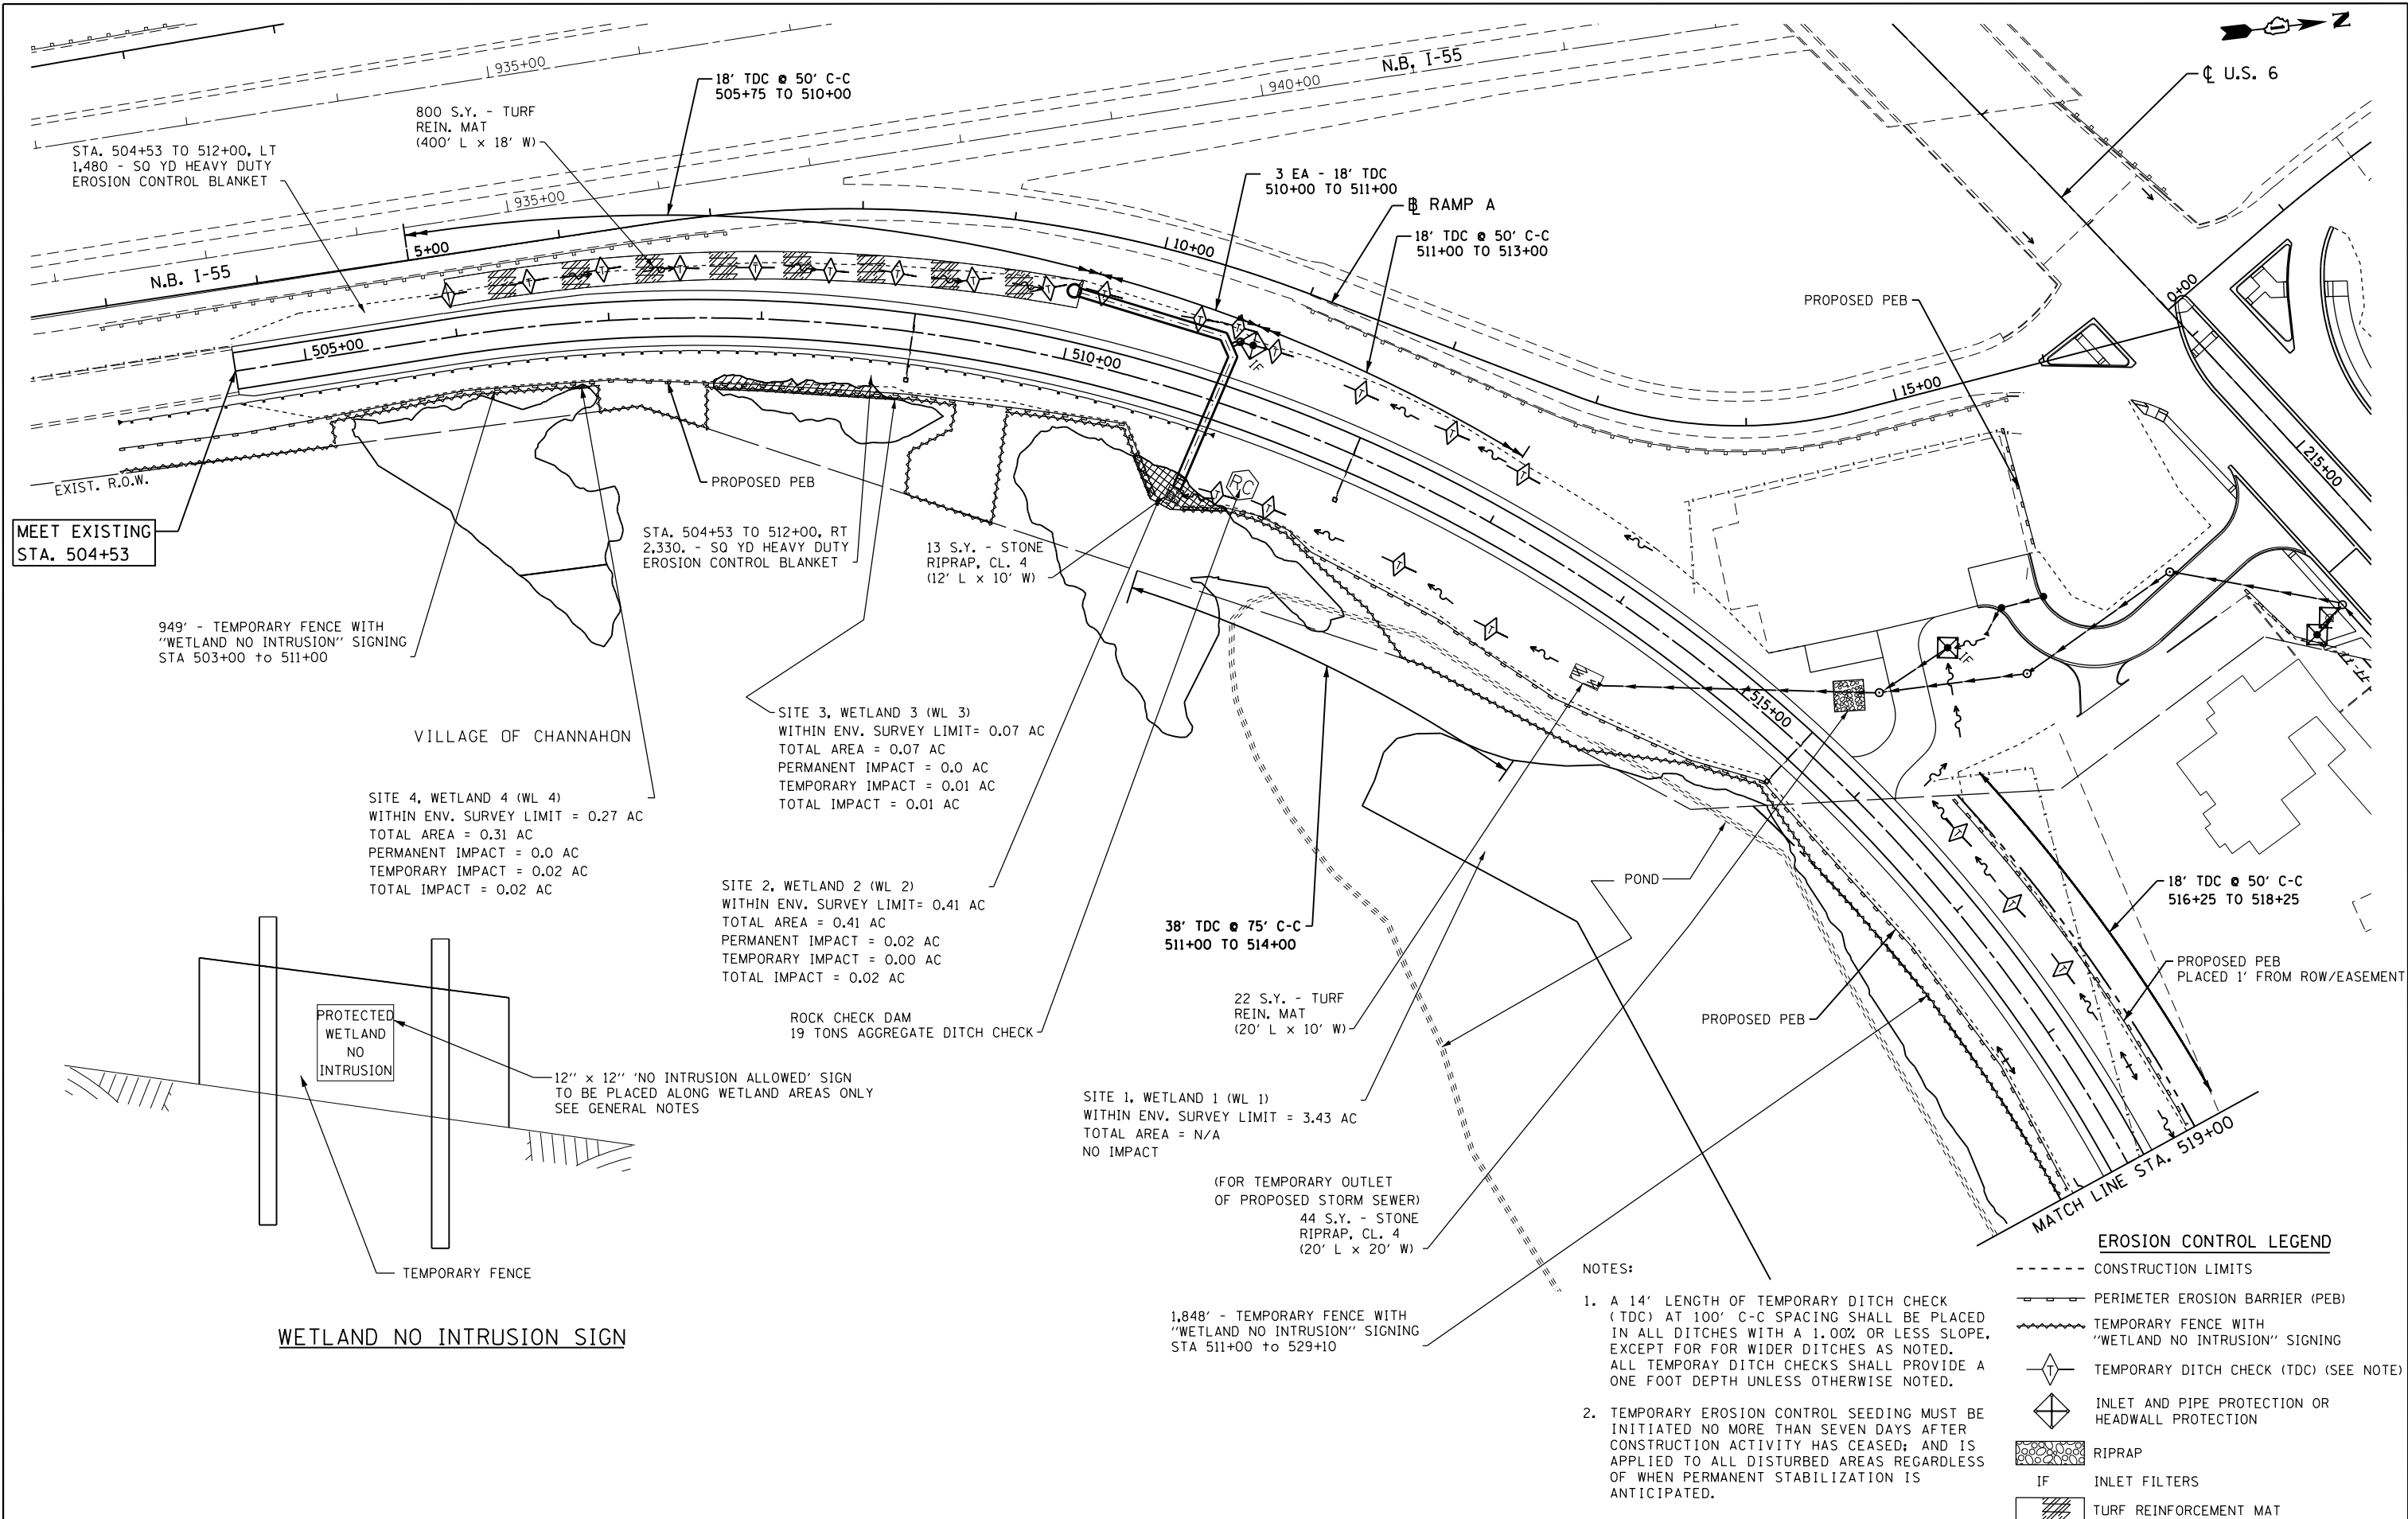 N
935+00
N.B. I-55
940+00
℄ U.S. 6
18' TDC @ 50' C-C
505+75 TO 510+00
800 S.Y. - TURF
REIN. MAT
(400' L x 18' W)
STA. 504+53 TO 512+00, LT
1,480 - SQ YD HEAVY DUTY
EROSION CONTROL BLANKET
3 EA - 18' TDC
510+00 TO 511+00
935+00
RAMP A
18' TDC @ 50' C-C
511+00 TO 513+00
N.B. I-55
5+00
10+00
0+00
PROPOSED PEB
505+00
510+00
IF
15+00
215+00
EXIST. R.O.W.
PROPOSED PEB
RC
MEET EXISTING
STA. 504+53
STA. 504+53 TO 512+00, RT
2,330. - SQ YD HEAVY DUTY
EROSION CONTROL BLANKET
13 S.Y. - STONE
RIPRAP, CL. 4
(12' L x 10' W)
949' - TEMPORARY FENCE WITH
"WETLAND NO INTRUSION" SIGNING
STA 503+00 to 511+00
IF
515+00
VILLAGE OF CHANNAHON
SITE 3, WETLAND 3 (WL 3)
WITHIN ENV. SURVEY LIMIT= 0.07 AC
TOTAL AREA = 0.07 AC
PERMANENT IMPACT = 0.0 AC
TEMPORARY IMPACT = 0.01 AC
TOTAL IMPACT = 0.01 AC
SITE 4, WETLAND 4 (WL 4)
WITHIN ENV. SURVEY LIMIT = 0.27 AC
TOTAL AREA = 0.31 AC
PERMANENT IMPACT = 0.0 AC
TEMPORARY IMPACT = 0.02 AC
TOTAL IMPACT = 0.02 AC
SITE 2, WETLAND 2 (WL 2)
WITHIN ENV. SURVEY LIMIT= 0.41 AC
TOTAL AREA = 0.41 AC
PERMANENT IMPACT = 0.02 AC
TEMPORARY IMPACT = 0.00 AC
TOTAL IMPACT = 0.02 AC
POND
38' TDC @ 75' C-C
511+00 TO 514+00
18' TDC @ 50' C-C
516+25 TO 518+25
PROPOSED PEB
PLACED 1' FROM ROW/EASEMENT
ROCK CHECK DAM
19 TONS AGGREGATE DITCH CHECK
22 S.Y. - TURF
REIN. MAT
(20' L x 10' W)
PROPOSED PEB
PROTECTED
WETLAND
NO
INTRUSION
12" x 12" 'NO INTRUSION ALLOWED' SIGN
TO BE PLACED ALONG WETLAND AREAS ONLY
SEE GENERAL NOTES
SITE 1, WETLAND 1 (WL 1)
WITHIN ENV. SURVEY LIMIT = 3.43 AC
TOTAL AREA = N/A
NO IMPACT
(FOR TEMPORARY OUTLET
OF PROPOSED STORM SEWER)
44 S.Y. - STONE
RIPRAP, CL. 4
(20' L x 20' W)
MATCH LINE STA. 519+00
TEMPORARY FENCE
WETLAND NO INTRUSION SIGN
1,848' - TEMPORARY FENCE WITH
"WETLAND NO INTRUSION" SIGNING
STA 511+00 to 529+10
NOTES:
1. A 14' LENGTH OF TEMPORARY DITCH CHECK
(TDC) AT 100' C-C SPACING SHALL BE PLACED
IN ALL DITCHES WITH A 1.00% OR LESS SLOPE,
EXCEPT FOR FOR WIDER DITCHES AS NOTED.
ALL TEMPORAY DITCH CHECKS SHALL PROVIDE A
ONE FOOT DEPTH UNLESS OTHERWISE NOTED.
2. TEMPORARY EROSION CONTROL SEEDING MUST BE
INITIATED NO MORE THAN SEVEN DAYS AFTER
CONSTRUCTION ACTIVITY HAS CEASED; AND IS
APPLIED TO ALL DISTURBED AREAS REGARDLESS
OF WHEN PERMANENT STABILIZATION IS
ANTICIPATED.
EROSION CONTROL LEGEND
CONSTRUCTION LIMITS
PERIMETER EROSION BARRIER (PEB)
TEMPORARY FENCE WITH
"WETLAND NO INTRUSION" SIGNING
T TEMPORARY DITCH CHECK (TDC) (SEE NOTE)
INLET AND PIPE PROTECTION OR
HEADWALL PROTECTION
RIPRAP
IF INLET FILTERS
TURF REINFORCEMENT MAT